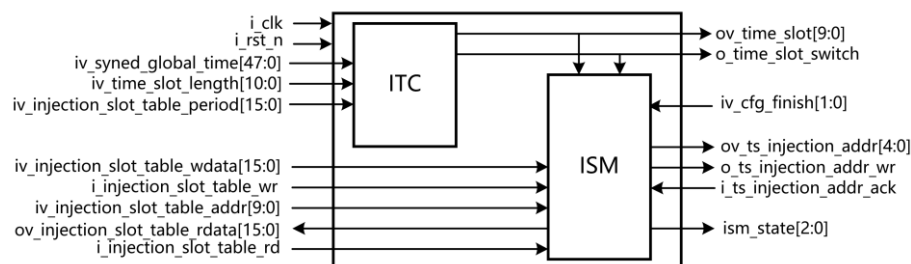 i_clk
i_rst_n
iv_syned_global_time[47:0]
iv_time_slot_length[10:0]
iv_injection_slot_table_period[15:0]
ITC
ov_time_slot[9:0]
o_time_slot_switch
iv_cfg_finish[1:0]
iv_injection_slot_table_wdata[15:0]
i_injection_slot_table_wr
iv_injection_slot_table_addr[9:0]
ov_injection_slot_table_rdata[15:0]
i_injection_slot_table_rd
ISM
ov_ts_injection_addr[4:0]
o_ts_injection_addr_wr
i_ts_injection_addr_ack
ism_state[2:0]